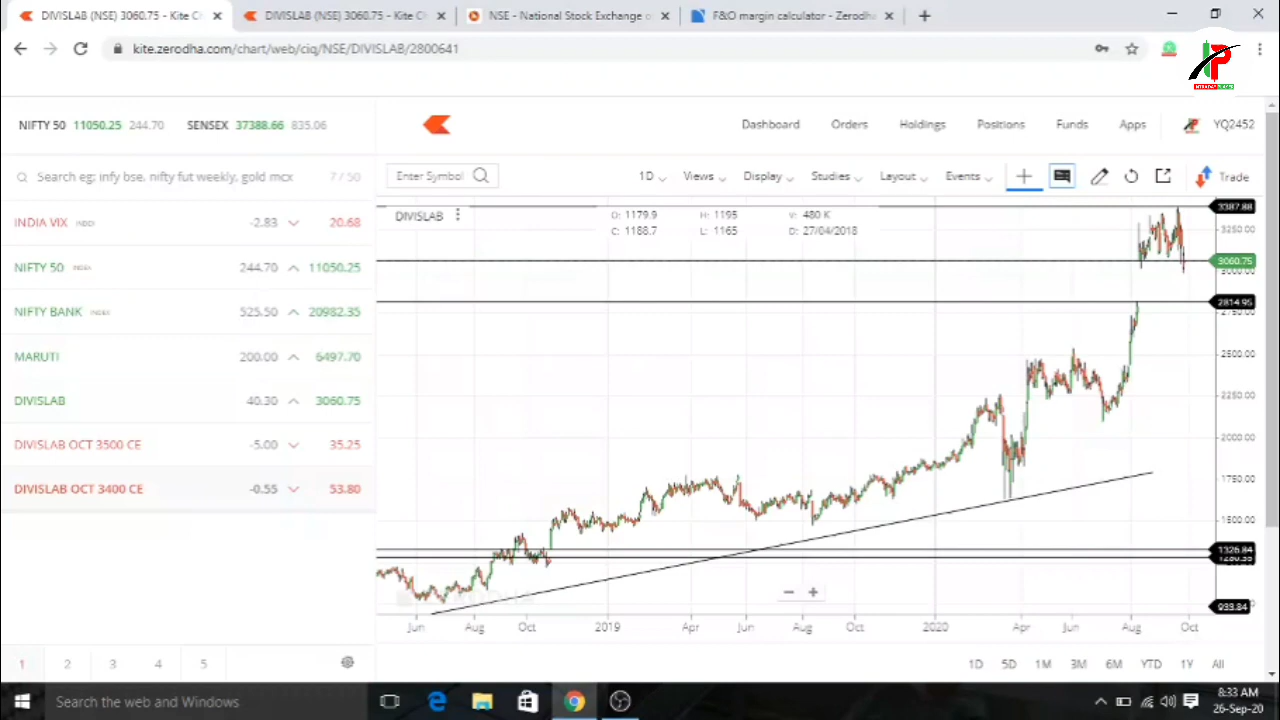 DIVISLAB (NSE) 3060.75 - Kite Ch
DIVISLAB (NSE) 3060.75 - Kite C
NSE - National Stock Exchange o
F&O margin calculator - Zerodha
kite.zerodha.com/chart/web/ciq/NSE/DIVISLAB/2800641
NIFTY 50 11050.25 244.70 SENSEX 37388.66 835.06
Dashboard Orders Holdings Positions Funds Apps YQ2452
Search eg: infy bse, nifty fut weekly, gold mcx 7 / 50
Enter Symbol 1D Views Display Studies Layout Events Trade
INDIA VIX INDEX -2.83 20.68
NIFTY 50 INDEX 244.70 11050.25
NIFTY BANK INDEX 525.50 20982.35
MARUTI 200.00 6497.70
DIVISLAB 40.30 3060.75
DIVISLAB OCT 3500 CE -5.00 35.25
DIVISLAB OCT 3400 CE -0.55 53.80
DIVISLAB
O: 1179.9 H: 1195 V: 480 K
C: 1188.7 L: 1165 D: 27/04/2018
3387.88
3250.00
3060.75
3000.00
2814.95
2750.00
2500.00
2250.00
2000.00
1750.00
1500.00
1326.84
933.84
Jun Aug Oct 2019 Apr Jun Aug Oct 2020 Apr Jun Aug Oct
1 2 3 4 5
1D 5D 1M 3M 6M YTD 1Y All
Search the web and Windows
8:33 AM
26-Sep-20